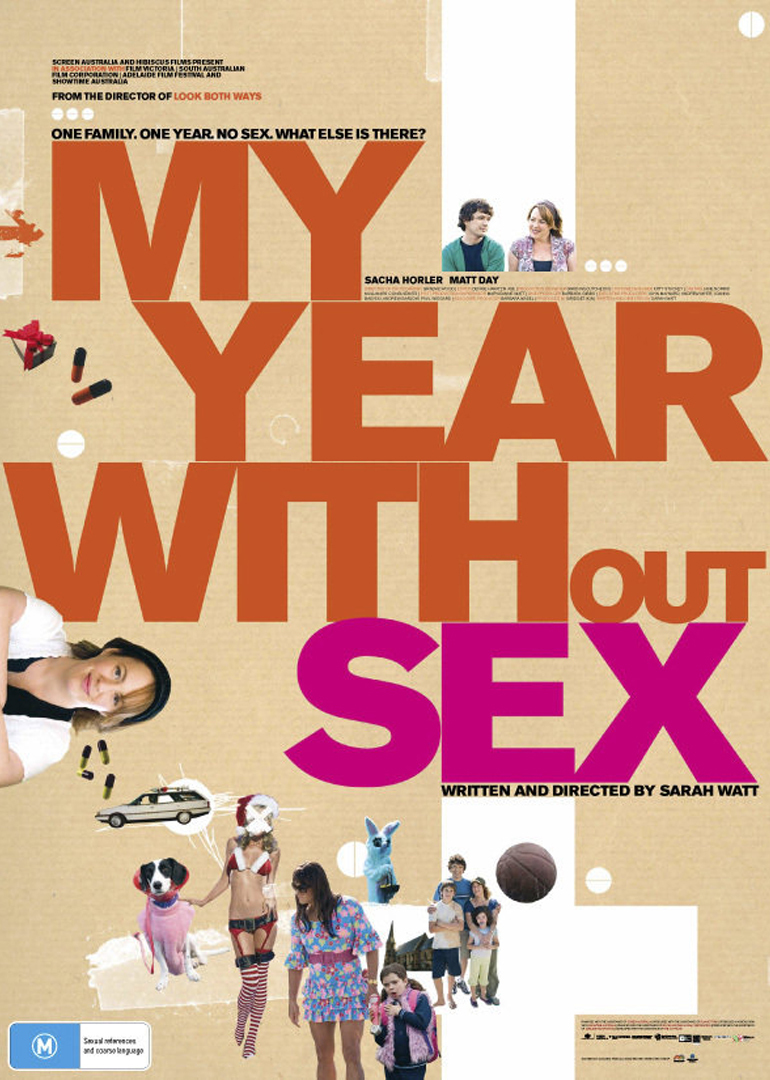 SCREEN AUSTRALIA AND HIBISCUS FILMS PRESENT
IN ASSOCIATION WITH FILM VICTORIA | SOUTH AUSTRALIAN
FILM CORPORATION | ADELAIDE FILM FESTIVAL AND
SHOWTIME AUSTRALIA
FROM THE DIRECTOR OF LOOK BOTH WAYS
ONE FAMILY. ONE YEAR. NO SEX. WHAT ELSE IS THERE?
MY
SACHA HORLER MATT DAY
YEAR
WITHOUT
SEX
WRITTEN AND DIRECTED BY SARAH WATT
M
Sexual references
and coarse language